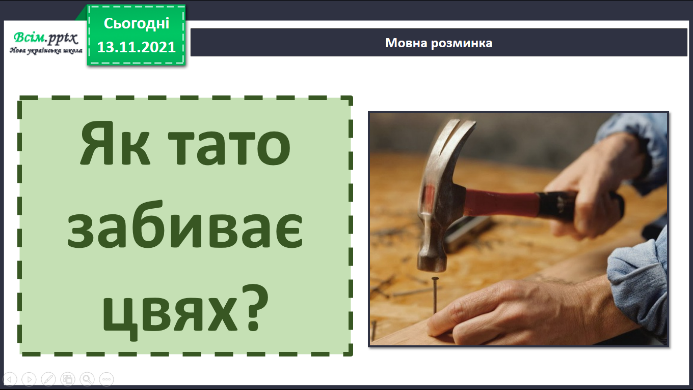 Всім.pptx
Нова українська школа
Сьогодні
13.11.2021
Мовна розминка
Як тато
забиває
цвях?